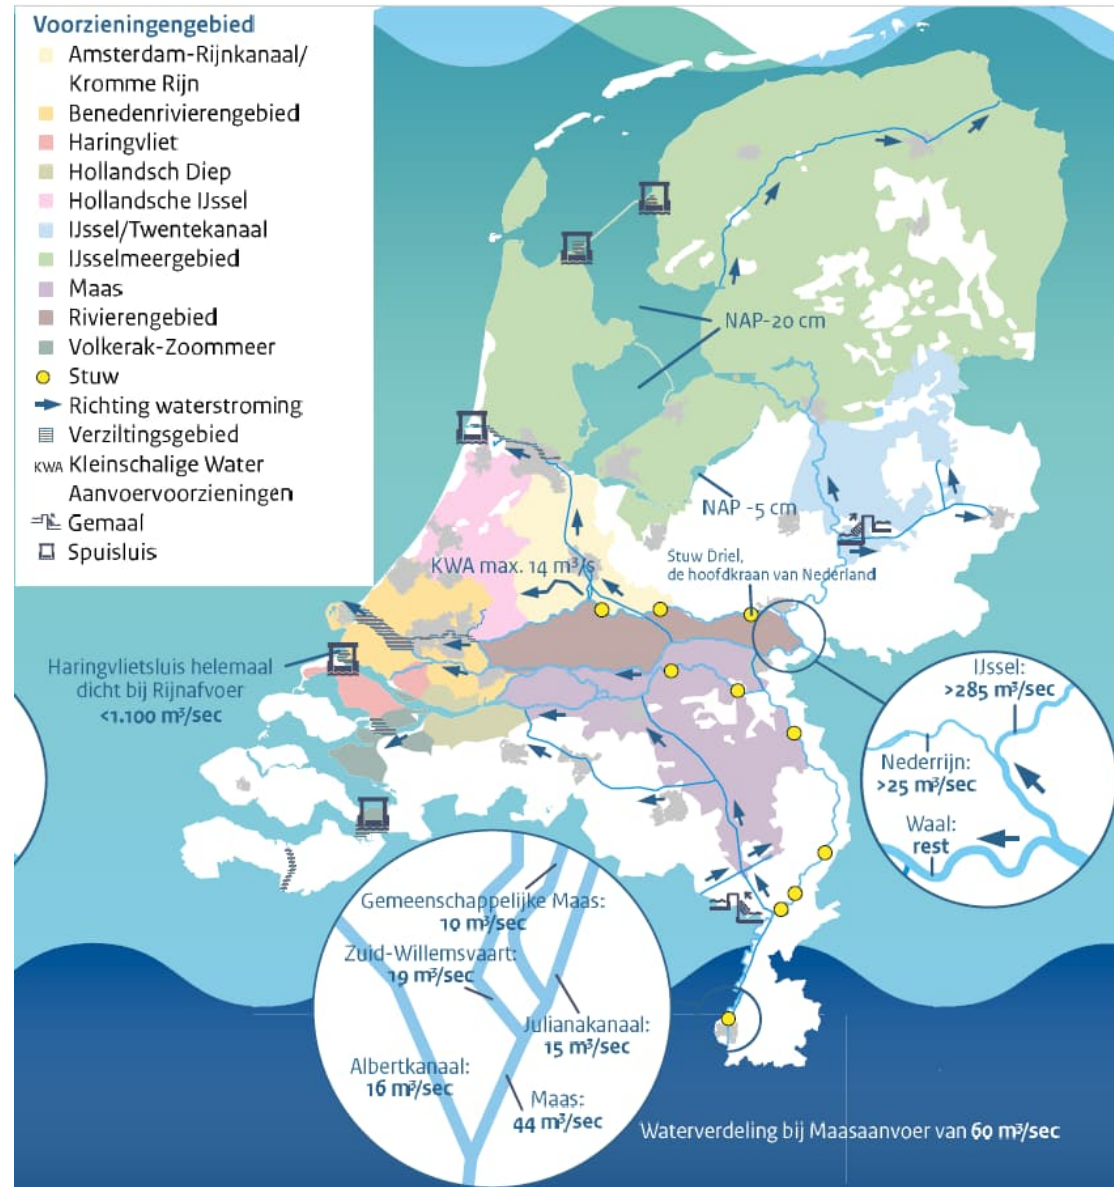 Voorzieningengebied
Amsterdam-Rijnkanaal/
Kromme Rijn
Benedenrivierengebied
Haringvliet
Hollandsch Diep
Hollandsche IJssel
IJssel/Twentekanaal
IJsselmeergebied
Maas
Rivierengebied
Volkerak-Zoommeer
Stuw
Richting waterstroming
Verziltingsgebied
KWA Kleinschalige Water
Aanvoervoorzieningen
Gemaal
Spuisluis
NAP-20 cm
NAP -5 cm
KWA max. 14 m³/s
Stuw Driel,
de hoofdkraan van Nederland
Haringvlietsluis helemaal
dicht bij Rijnafvoer
<1.100 m³/sec
IJssel:
>285 m³/sec
Nederrijn:
>25 m³/sec
Waal:
rest
Gemeenschappelijke Maas:
10 m³/sec
Zuid-Willemsvaart:
19 m³/sec
Julianakanaal:
15 m³/sec
Albertkanaal:
16 m³/sec
Maas:
44 m³/sec
Waterverdeling bij Maasaanvoer van 60 m³/sec